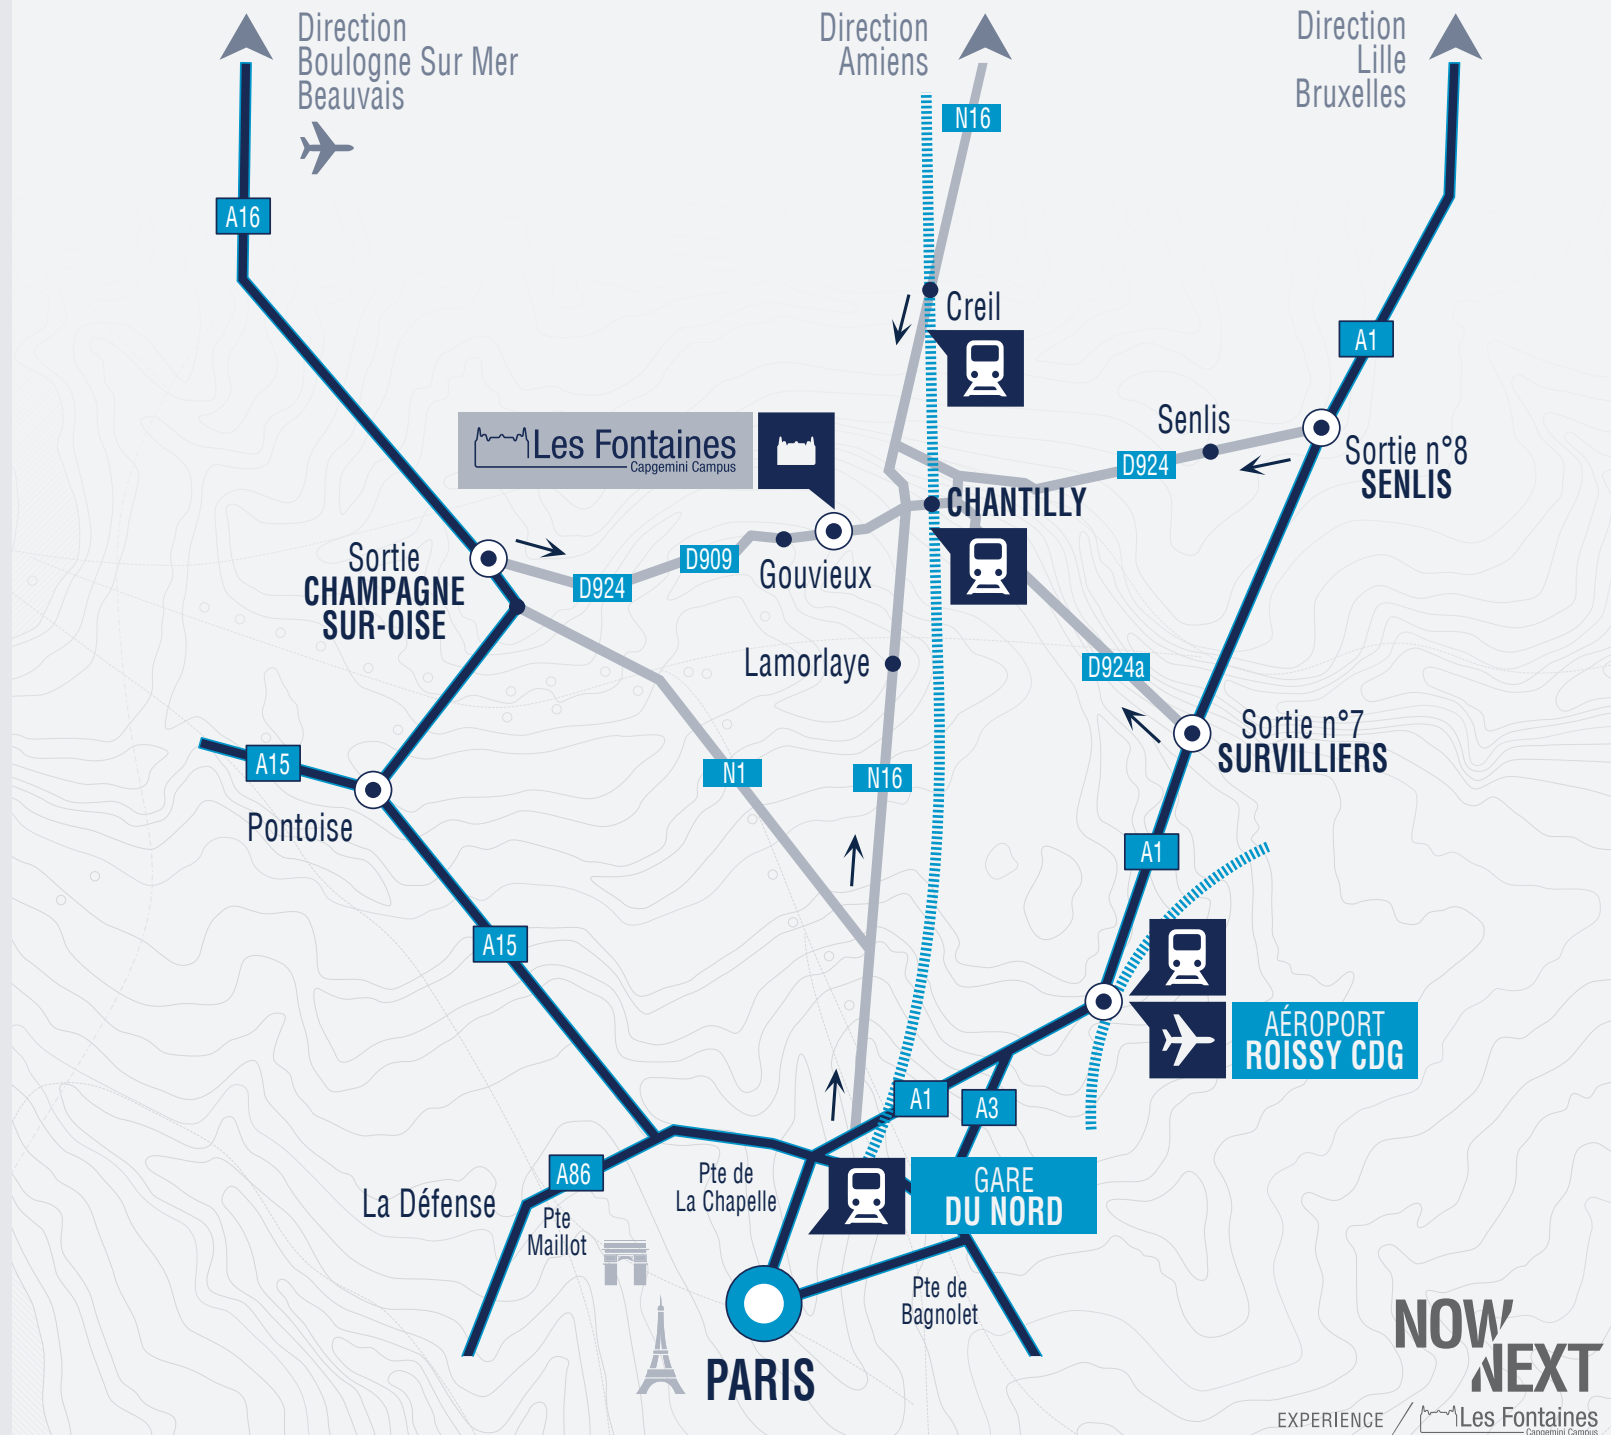 Direction
Boulogne Sur Mer
Beauvais
Direction
Amiens
Direction
Lille
Bruxelles
N16
A16
Creil
A1
Les Fontaines
Capgemini Campus
Senlis
D924
Sortie n°8
SENLIS
CHANTILLY
Sortie
CHAMPAGNE
SUR-OISE
D924
D909
Gouvieux
Lamorlaye
D924a
Sortie n°7
SURVILLIERS
A15
Pontoise
N1
N16
A1
A15
AÉROPORT
ROISSY CDG
A1
A3
A86
La Défense
Pte
Maillot
Pte de
La Chapelle
GARE
DU NORD
Pte de
Bagnolet
PARIS
NOW
NEXT
EXPERIENCE
Les Fontaines
Capgemini Campus